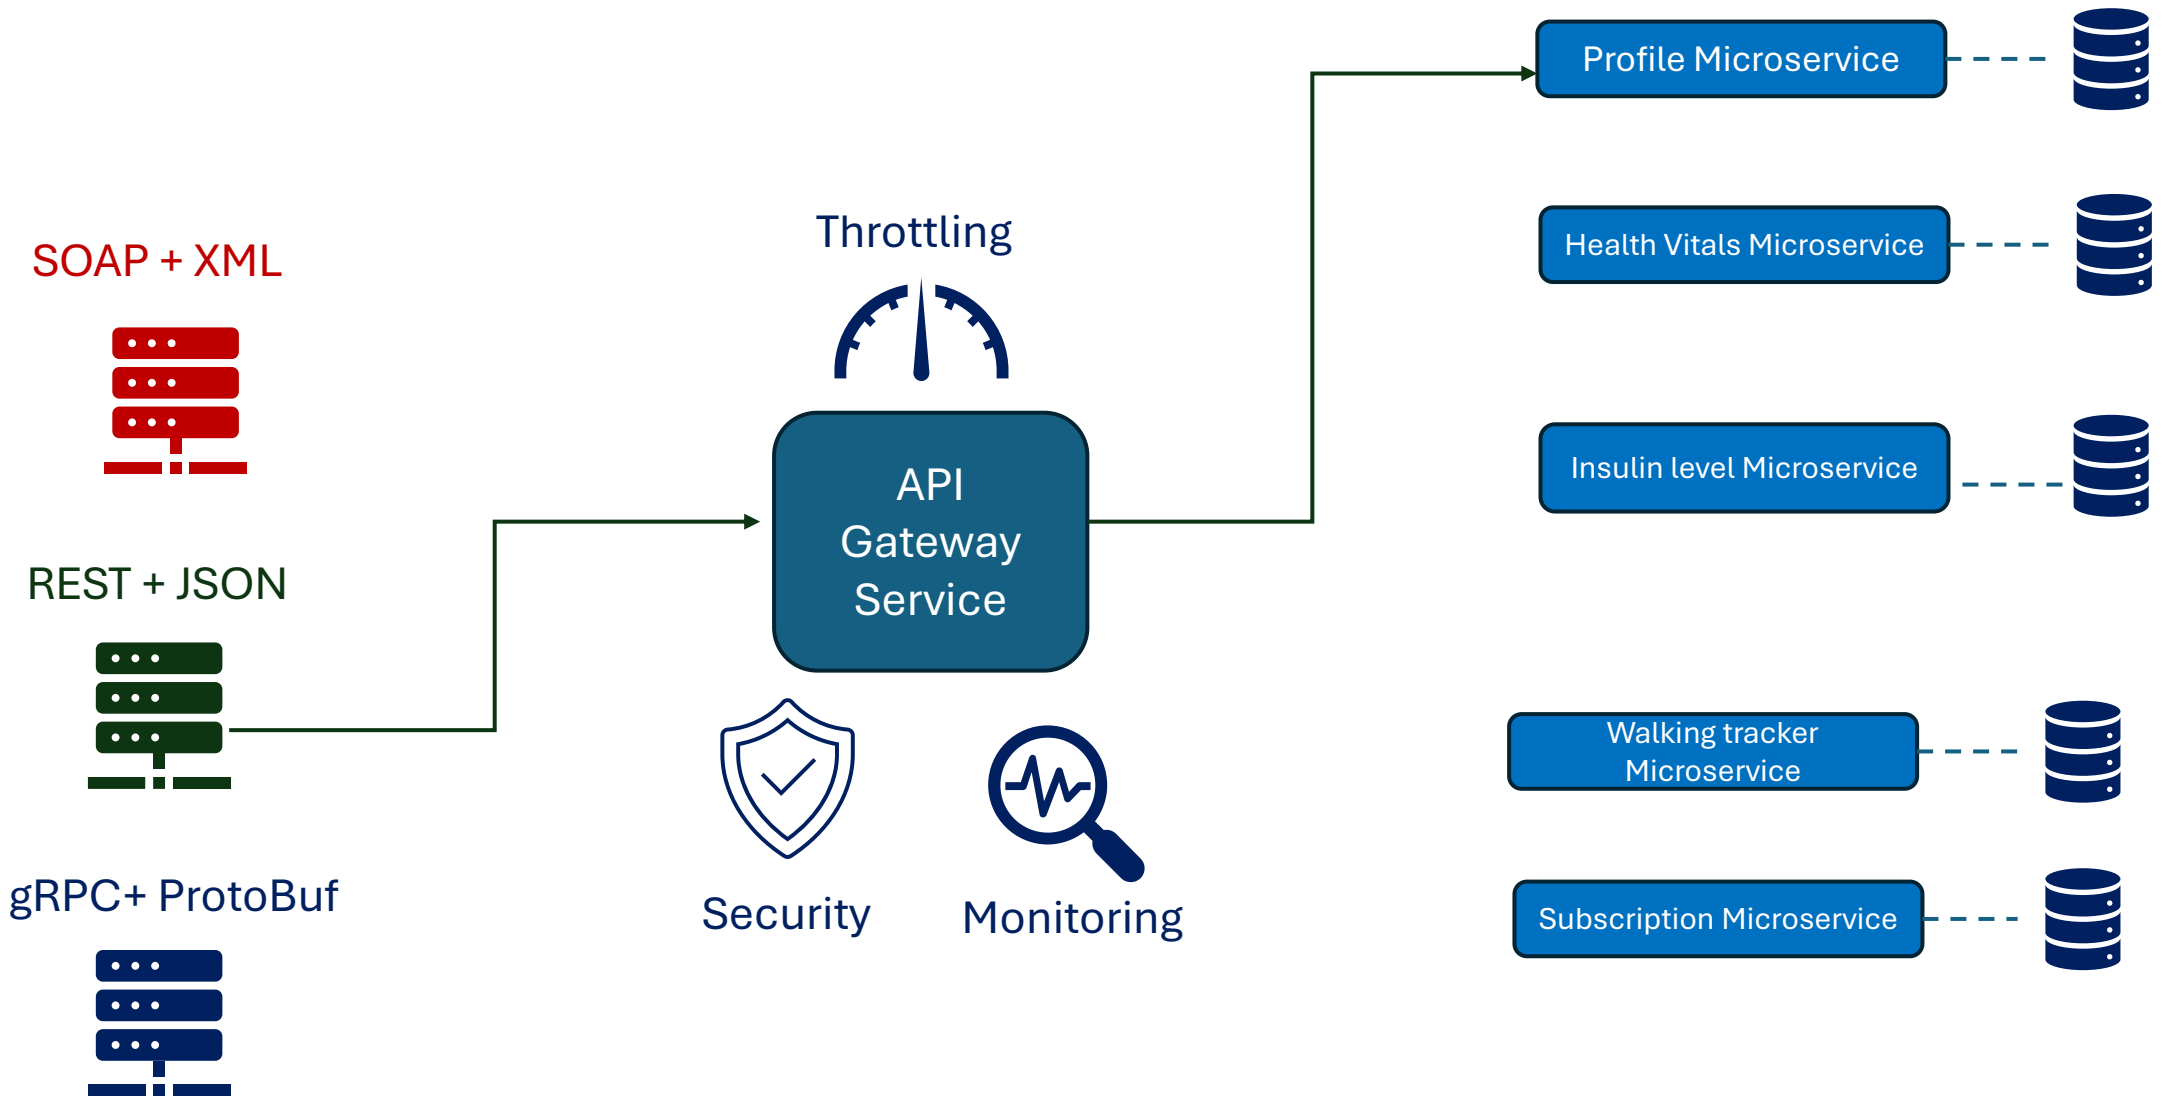 SOAP + XML
REST + JSON
gRPC+ ProtoBuf
Throttling
API
Gateway
Service
Security
Monitoring
Profile Microservice
Health Vitals Microservice
Insulin level Microservice
Walking tracker
Microservice
Subscription Microservice